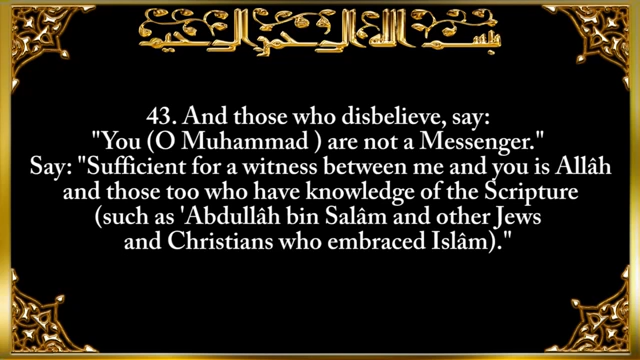 بسم الله الرحمن الرحيم
43. And those who disbelieve, say:
"You (O Muhammad ) are not a Messenger."
Say: "Sufficient for a witness between me and you is Allâh
and those too who have knowledge of the Scripture
(such as 'Abdullâh bin Salâm and other Jews
and Christians who embraced Islâm)."